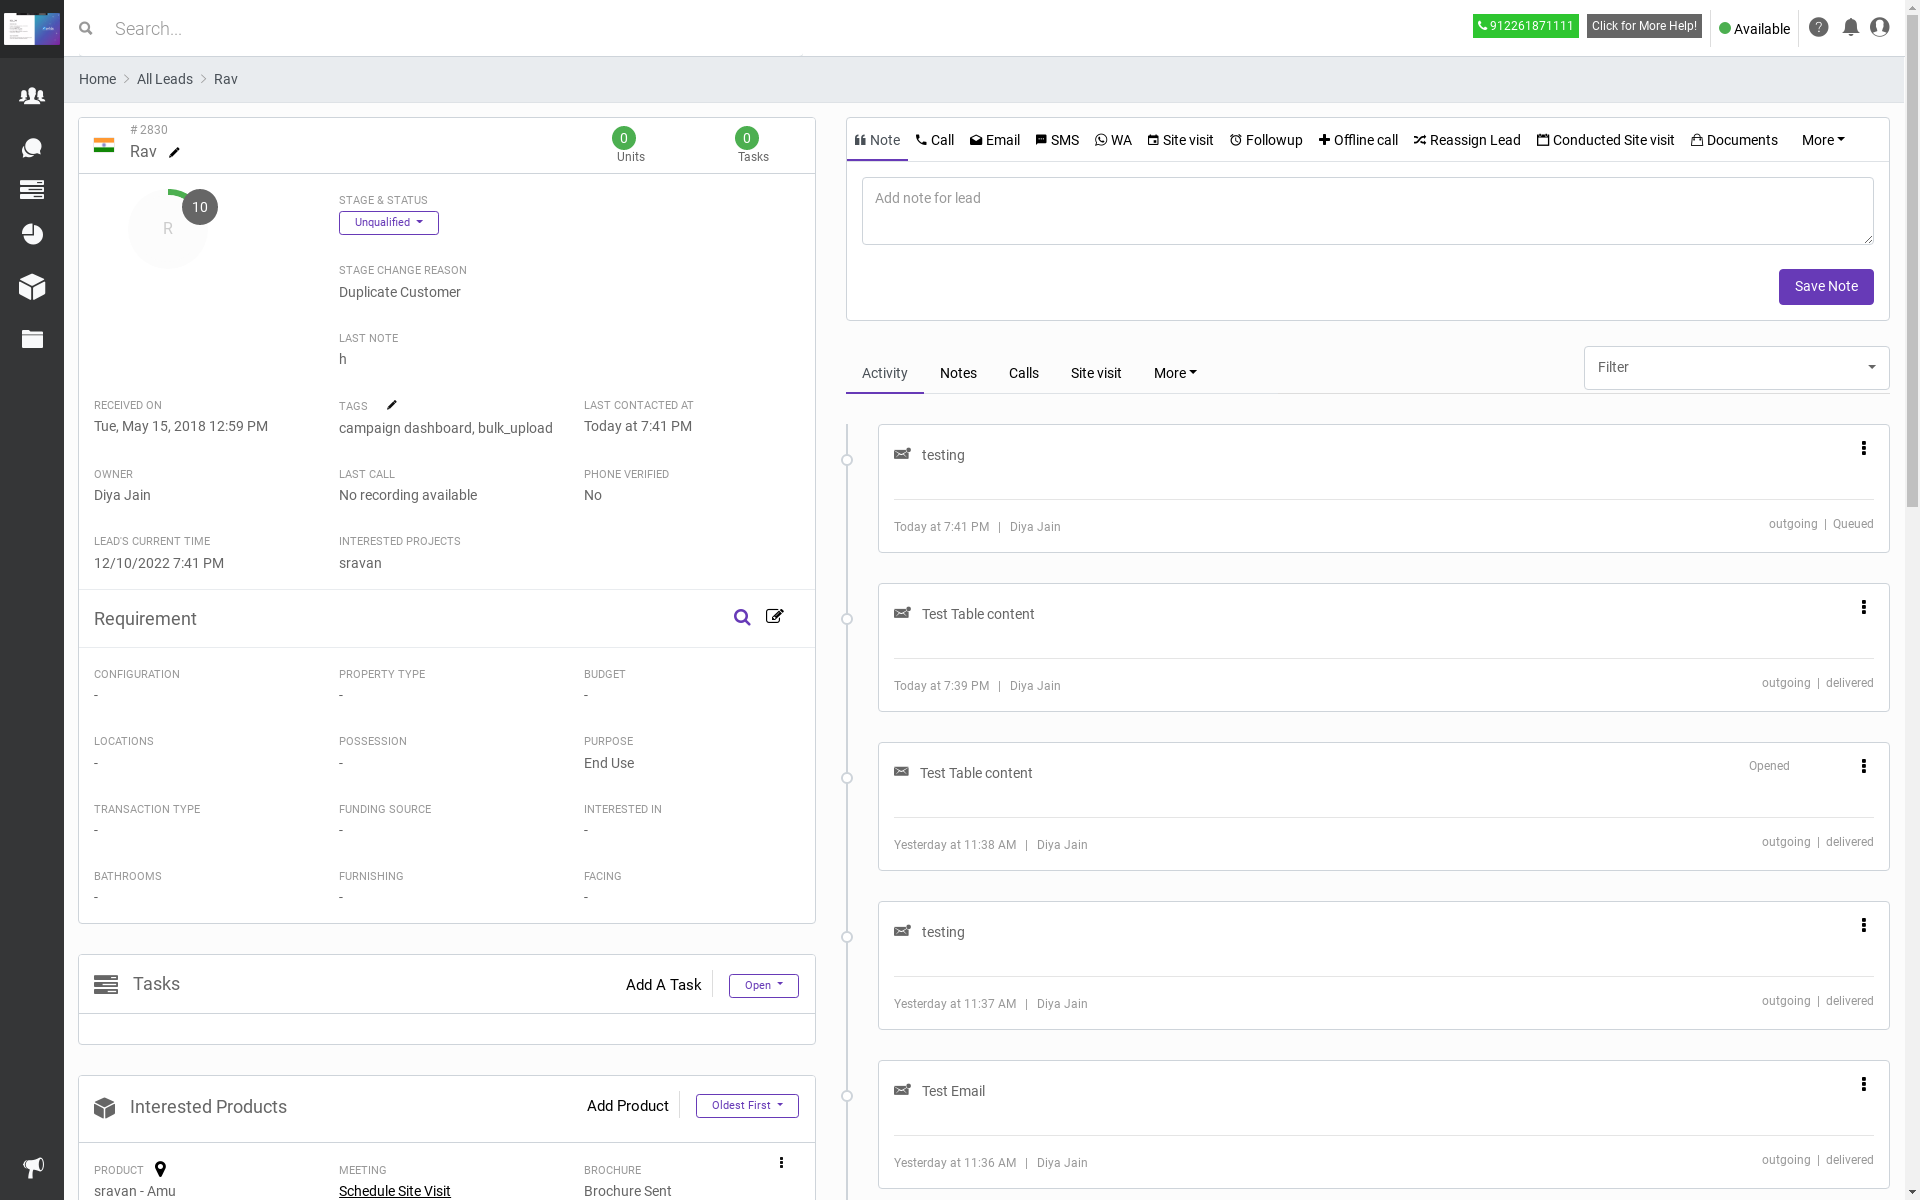 Search...
912261871111
Click for More Help!
Available
Home
All Leads
Rav
# 2830
Rav
0
Units
0
Tasks
R
10
STAGE & STATUS
Unqualified
STAGE CHANGE REASON
Duplicate Customer
LAST NOTE
h
RECEIVED ON
Tue, May 15, 2018 12:59 PM
TAGS
campaign dashboard, bulk_upload
LAST CONTACTED AT
Today at 7:41 PM
OWNER
Diya Jain
LAST CALL
No recording available
PHONE VERIFIED
No
LEAD'S CURRENT TIME
12/10/2022 7:41 PM
INTERESTED PROJECTS
sravan
Requirement
CONFIGURATION
-
PROPERTY TYPE
-
BUDGET
-
LOCATIONS
-
POSSESSION
-
PURPOSE
End Use
TRANSACTION TYPE
-
FUNDING SOURCE
-
INTERESTED IN
-
BATHROOMS
-
FURNISHING
-
FACING
-
Tasks
Add A Task
Open
Interested Products
Add Product
Oldest First
PRODUCT
sravan - Amu
MEETING
Schedule Site Visit
BROCHURE
Brochure Sent
Note
Call
Email
SMS
WA
Site visit
Followup
Offline call
Reassign Lead
Conducted Site visit
Documents
More
Add note for lead
Save Note
Activity
Notes
Calls
Site visit
More
Filter
testing
Today at 7:41 PM | Diya Jain
outgoing | Queued
Test Table content
Today at 7:39 PM | Diya Jain
outgoing | delivered
Test Table content
Opened
Yesterday at 11:38 AM | Diya Jain
outgoing | delivered
testing
Yesterday at 11:37 AM | Diya Jain
outgoing | delivered
Test Email
Yesterday at 11:36 AM | Diya Jain
outgoing | delivered